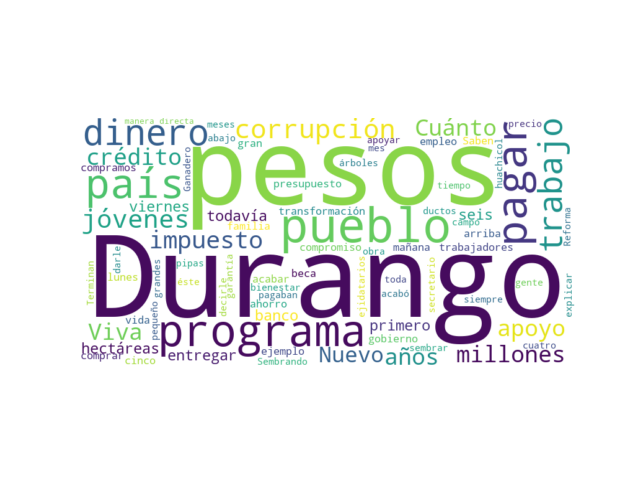 manera directa
meses
dinero
abajo
gran
corrupción
apoyar
mes
Cuánto
empleo
precio
Saben
pagar
trabajo
huachicol
Reforma
crédito
Ganadero
pesos
árboles
compramos
país
presupuesto
tiempo
viernes
jóvenes
todavía
familia
transformación
pueblo
ductos
campo
seis
arriba
impuesto
compromiso
obra
mañana
trabajadores
Durango
Terminan
lunes
darle
grandes
pequeño
pipas
éste
decirle
garantía
acabar
bienestar
pagaban
ahorro
beca
banco
ejidatarios
toda
acabó
secretario
siempre
gente
explicar
vida
Viva
programa
primero
gobierno
apoyo
hectáreas
comprar
cinco
entregar
ejemplo
Sembrando
Nuevo
años
sembrar
millones
cuatro